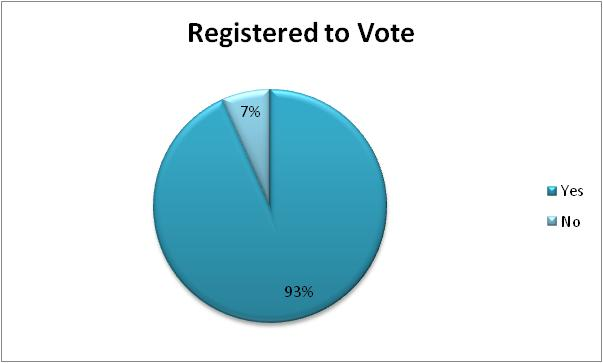 Registered to Vote
7%
Yes
No
93%